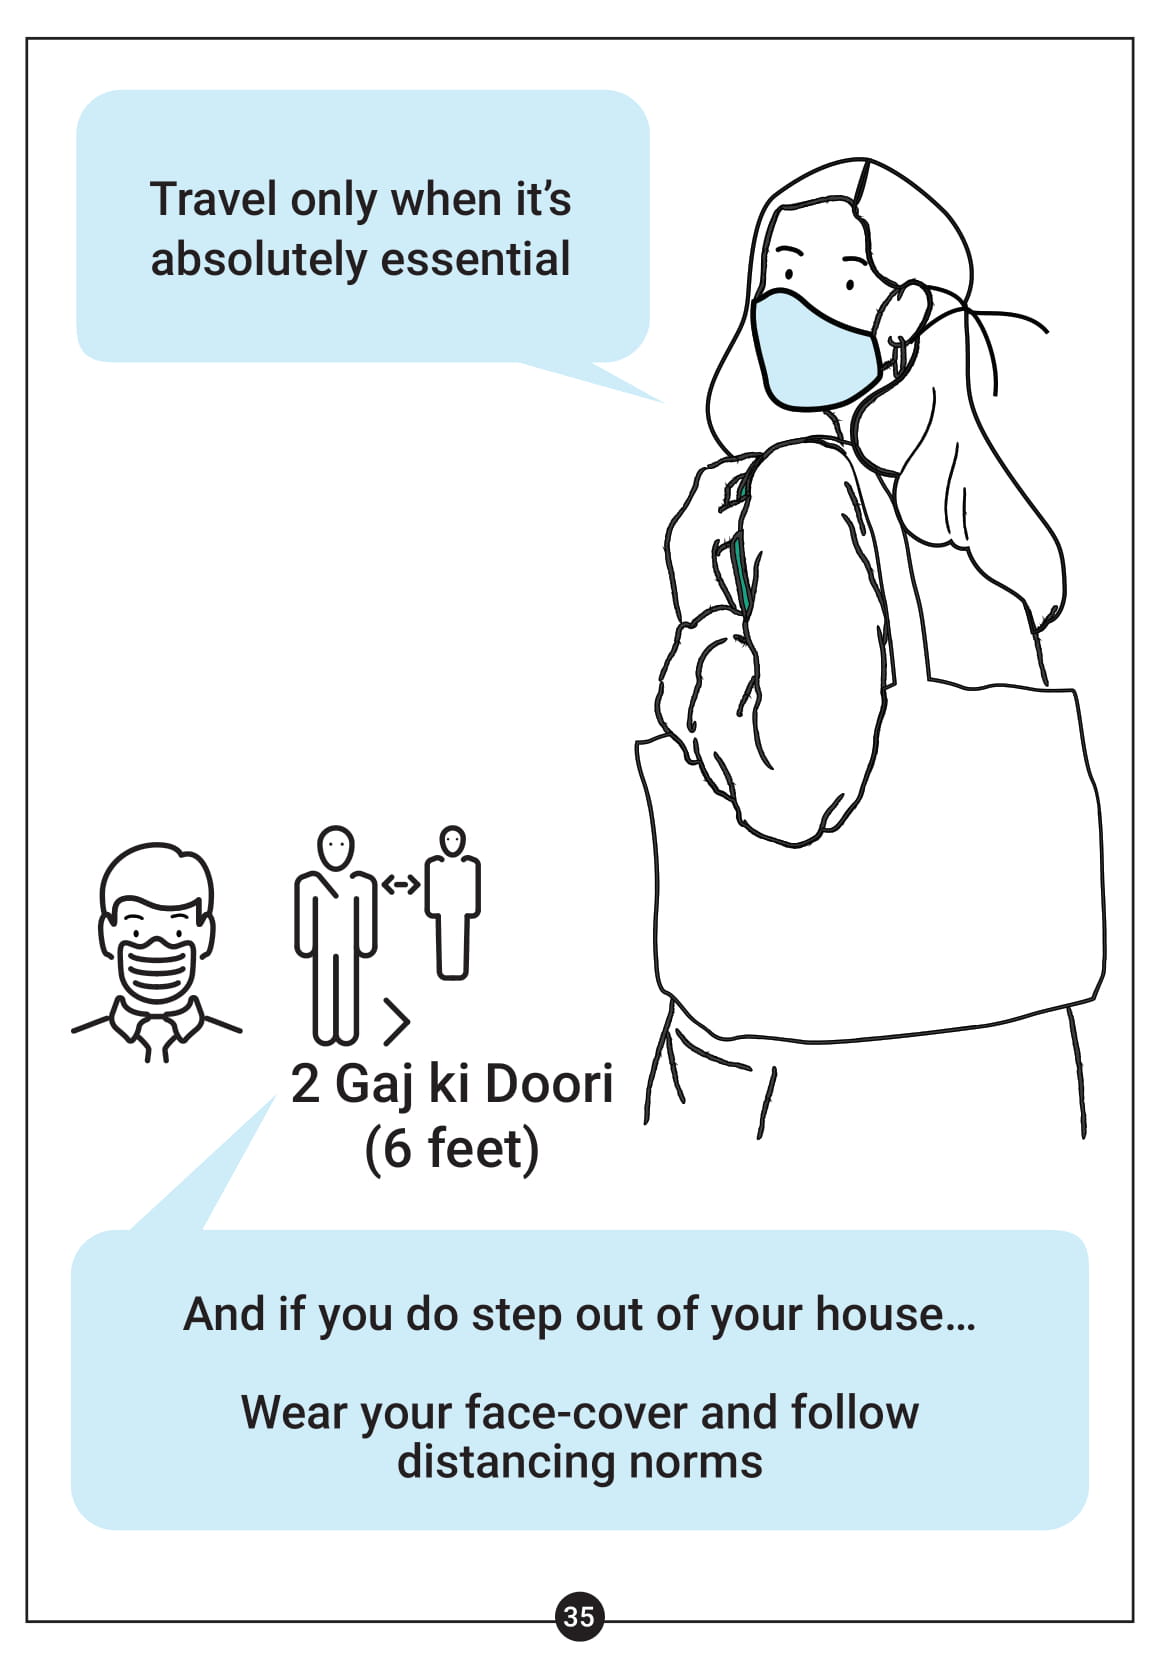 Travel only when it’s
absolutely essential
2 Gaj ki Doori
(6 feet)
And if you do step out of your house...
Wear your face-cover and follow
distancing norms
35